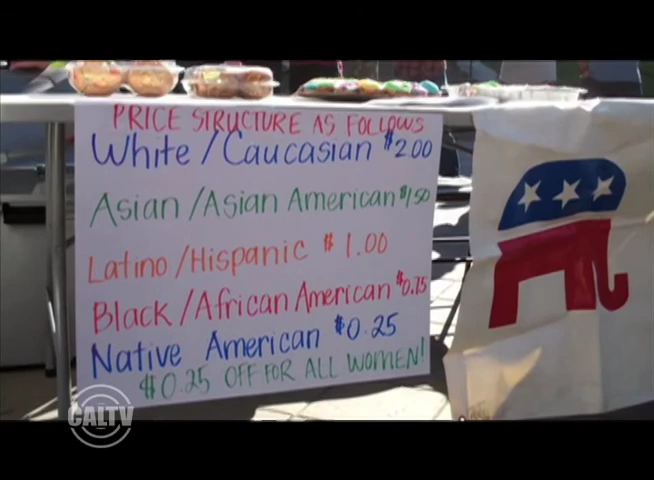 PRICE STRUCTURE AS FOLLOWS
White/Caucasian $2.00
Asian/Asian American $1.50
Latino/Hispanic $1.00
Black/African American $0.75
Native American $0.25
$0.25 OFF FOR ALL WOMEN!
CALTV